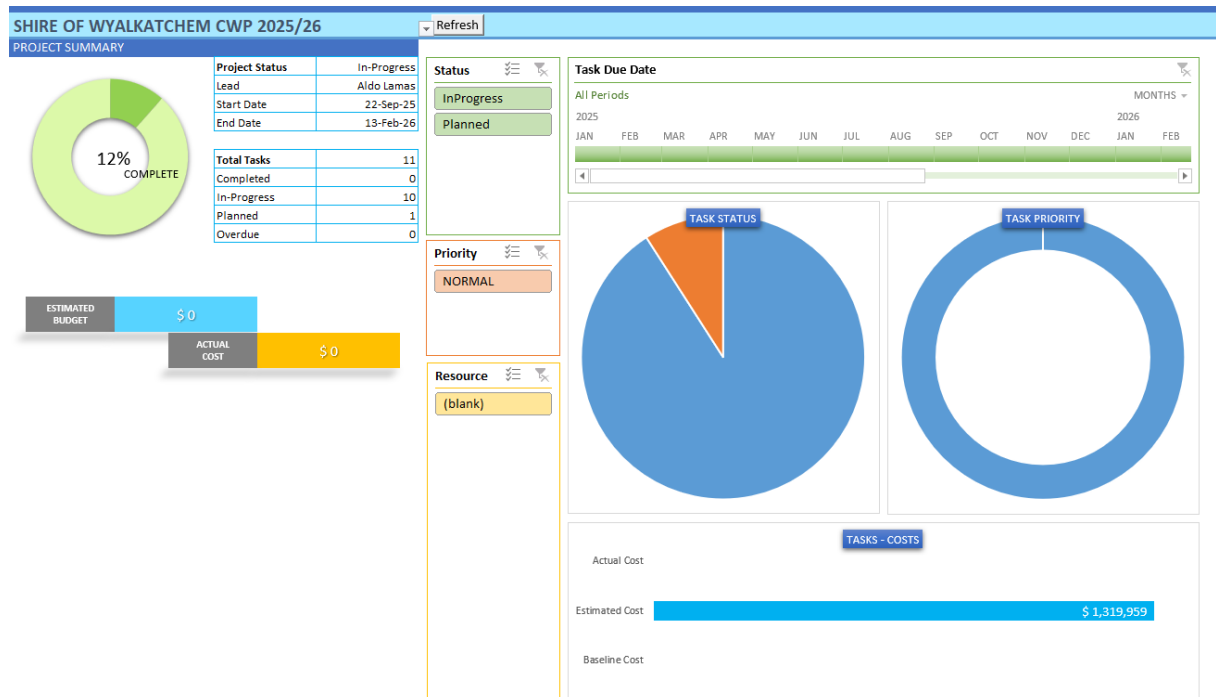 SHIRE OF WYALKATCHEM CWP 2025/26
Refresh
PROJECT SUMMARY
12%
COMPLETE
Project Status In-Progress
Lead Aldo Lamas
Start Date 22-Sep-25
End Date 13-Feb-26
Total Tasks 11
Completed 0
In-Progress 10
Planned 1
Overdue 0
ESTIMATED
BUDGET
$ 0
ACTUAL
COST
$ 0
Status
InProgress
Planned
Priority
NORMAL
Resource
(blank)
Task Due Date
All Periods MONTHS
2025 2026
JAN FEB MAR APR MAY JUN JUL AUG SEP OCT NOV DEC JAN FEB
TASK STATUS
TASK PRIORITY
TASKS - COSTS
Actual Cost
Estimated Cost $ 1,319,959
Baseline Cost